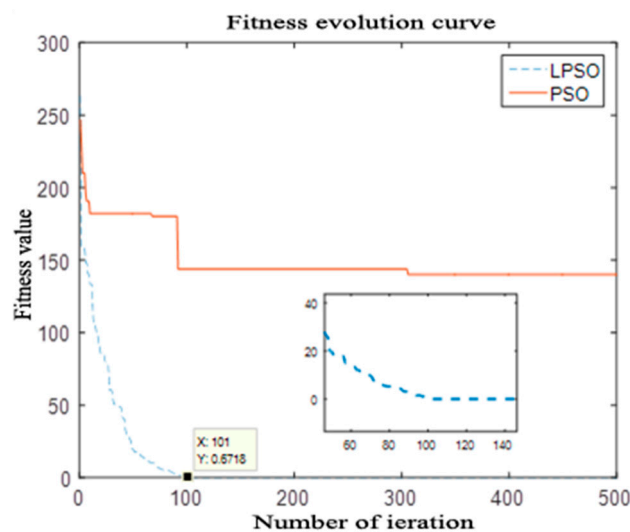 Fitness evolution curve
300
250
200
150
100
50
0
Fitness value
LPSO
PSO
40
20
0
60 80 100 120 140
X: 101
Y: 0.6718
0 100 200 300 400 500
Number of ieration